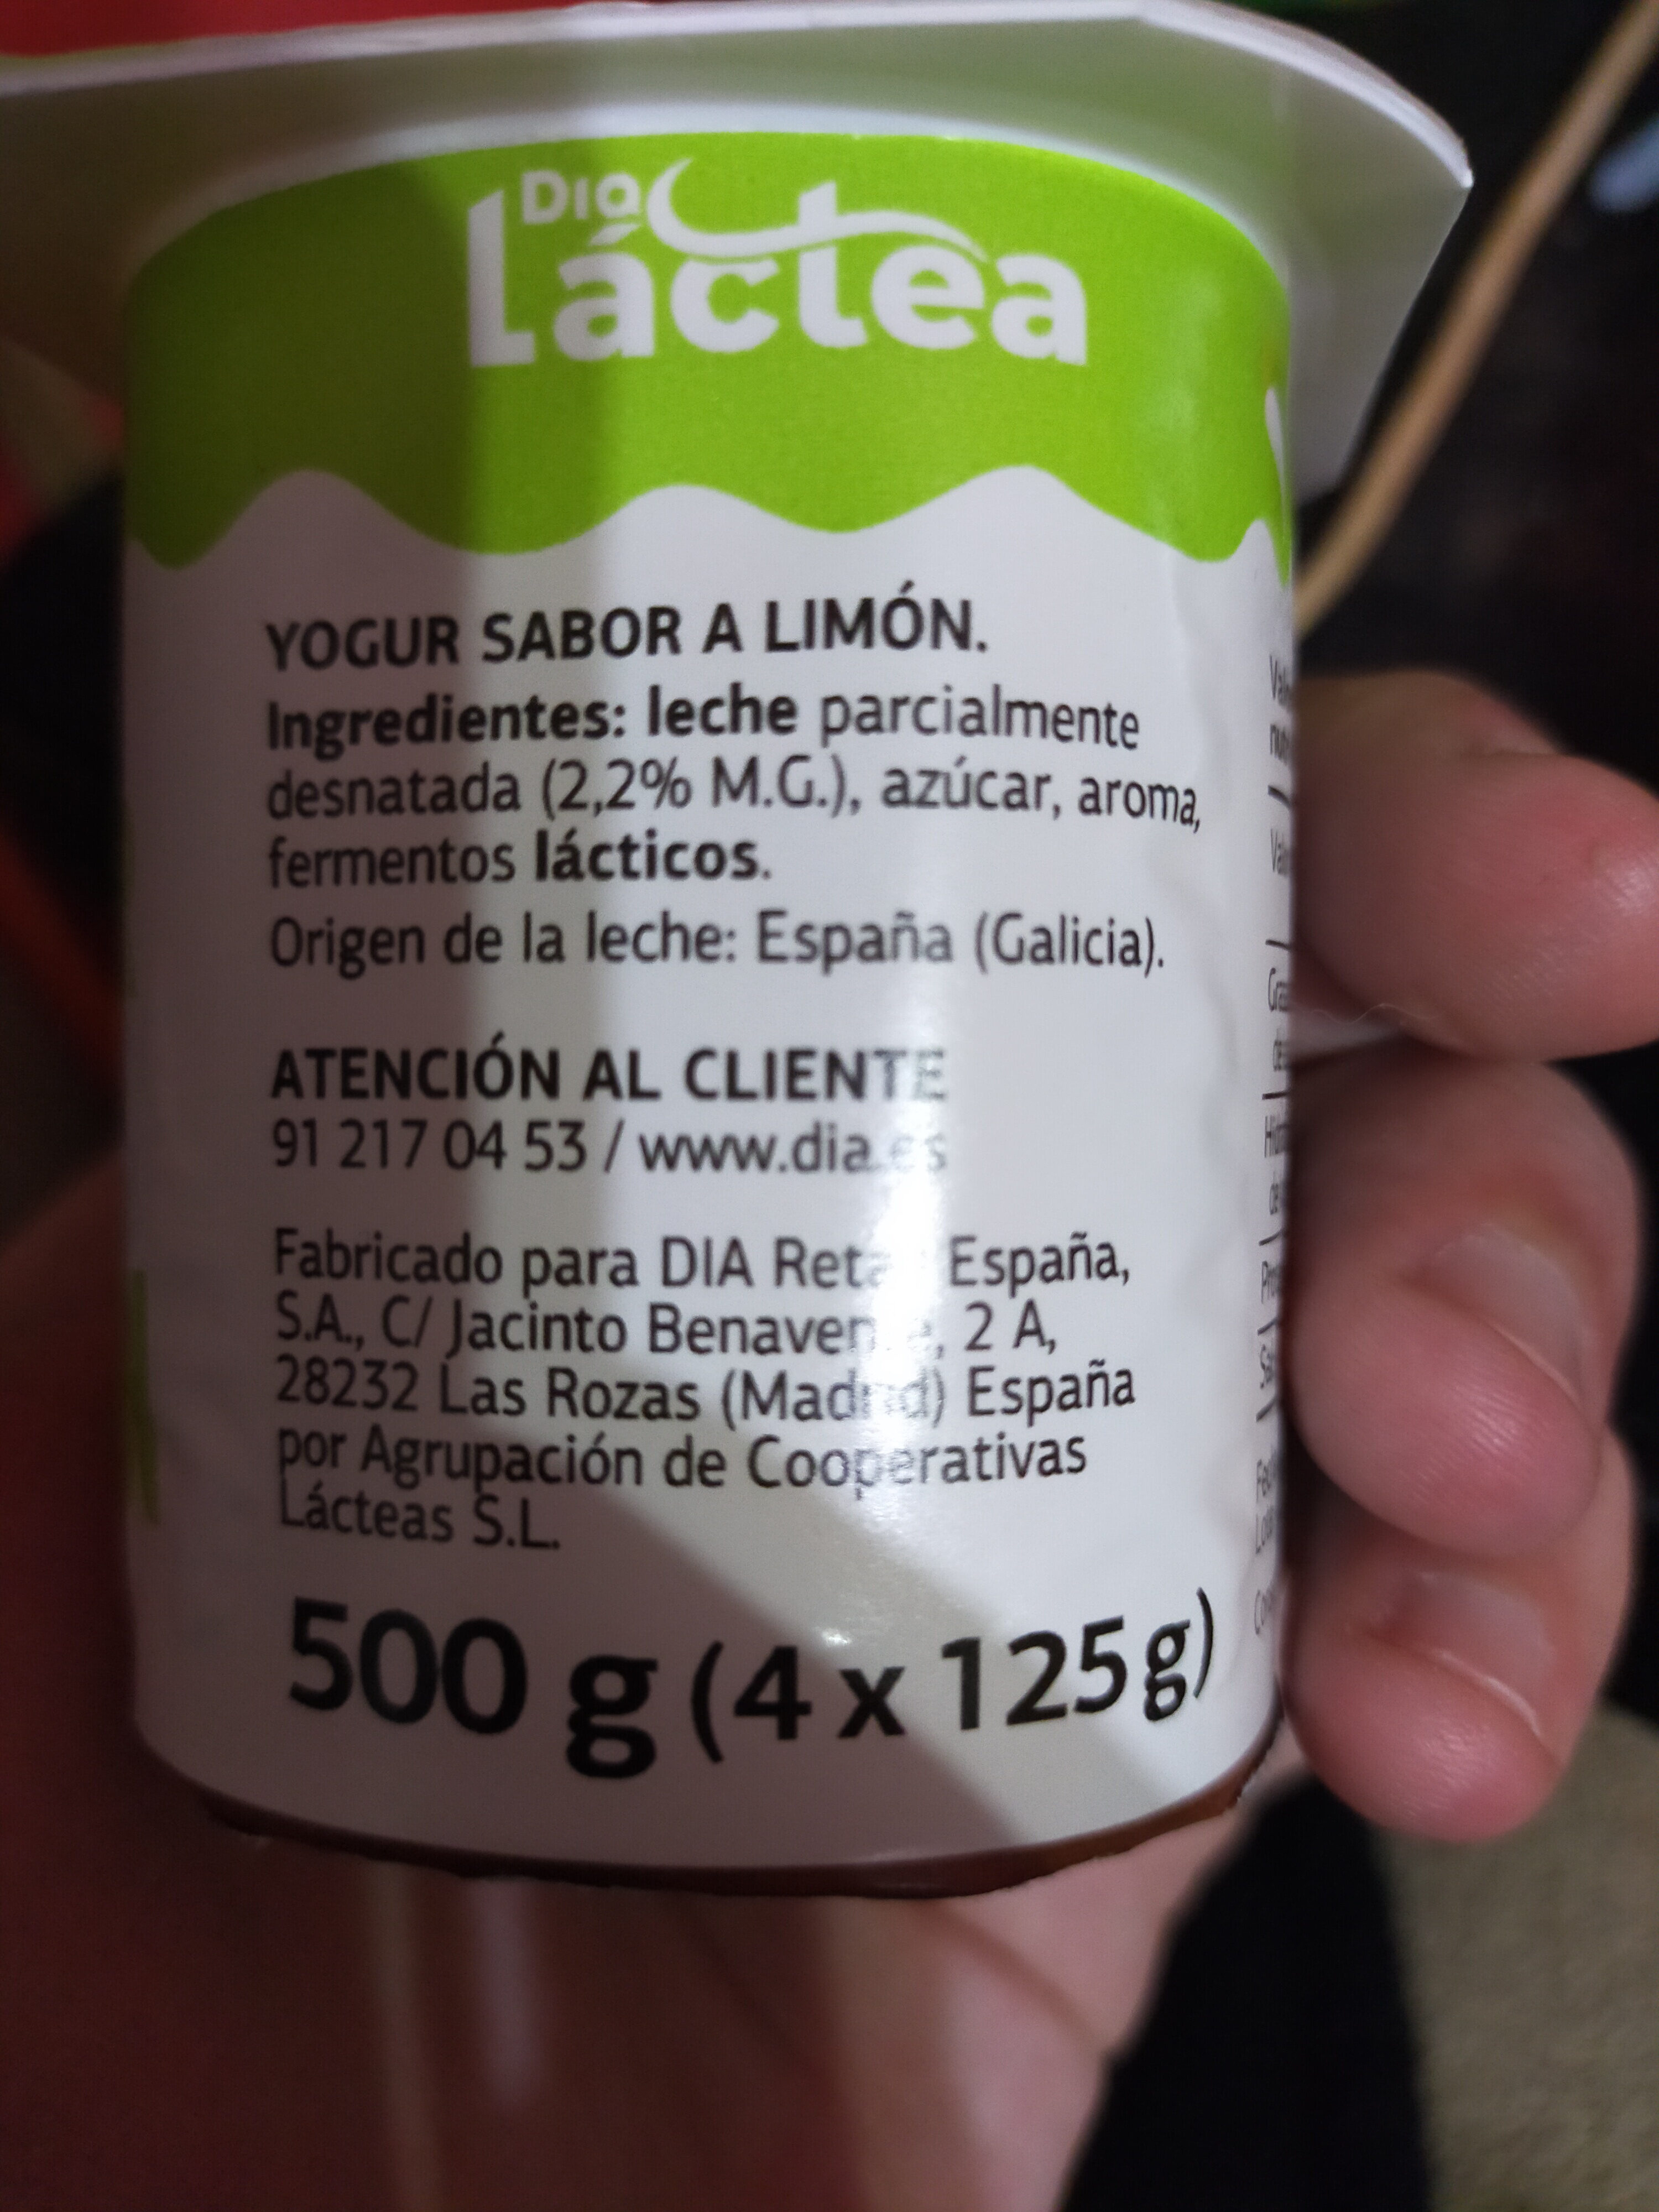 Dia
Láctea
YOGUR SABOR A LIMÓN.
Ingredientes: leche parcialmente
desnatada (2,2% M.G.), azúcar, aroma,
fermentos lácticos.
Origen de la leche: España (Galicia).
ATENCIÓN AL CLIENTE
91 217 04 53 / www.dia.es
Fabricado para DIA España,
S.A., C/ Jacinto Benavente, 2 A,
28232 Las Rozas (Madrid) España
por Agrupación de Cooperativas
Lácteas S.L.
500 g (4 x 125g)